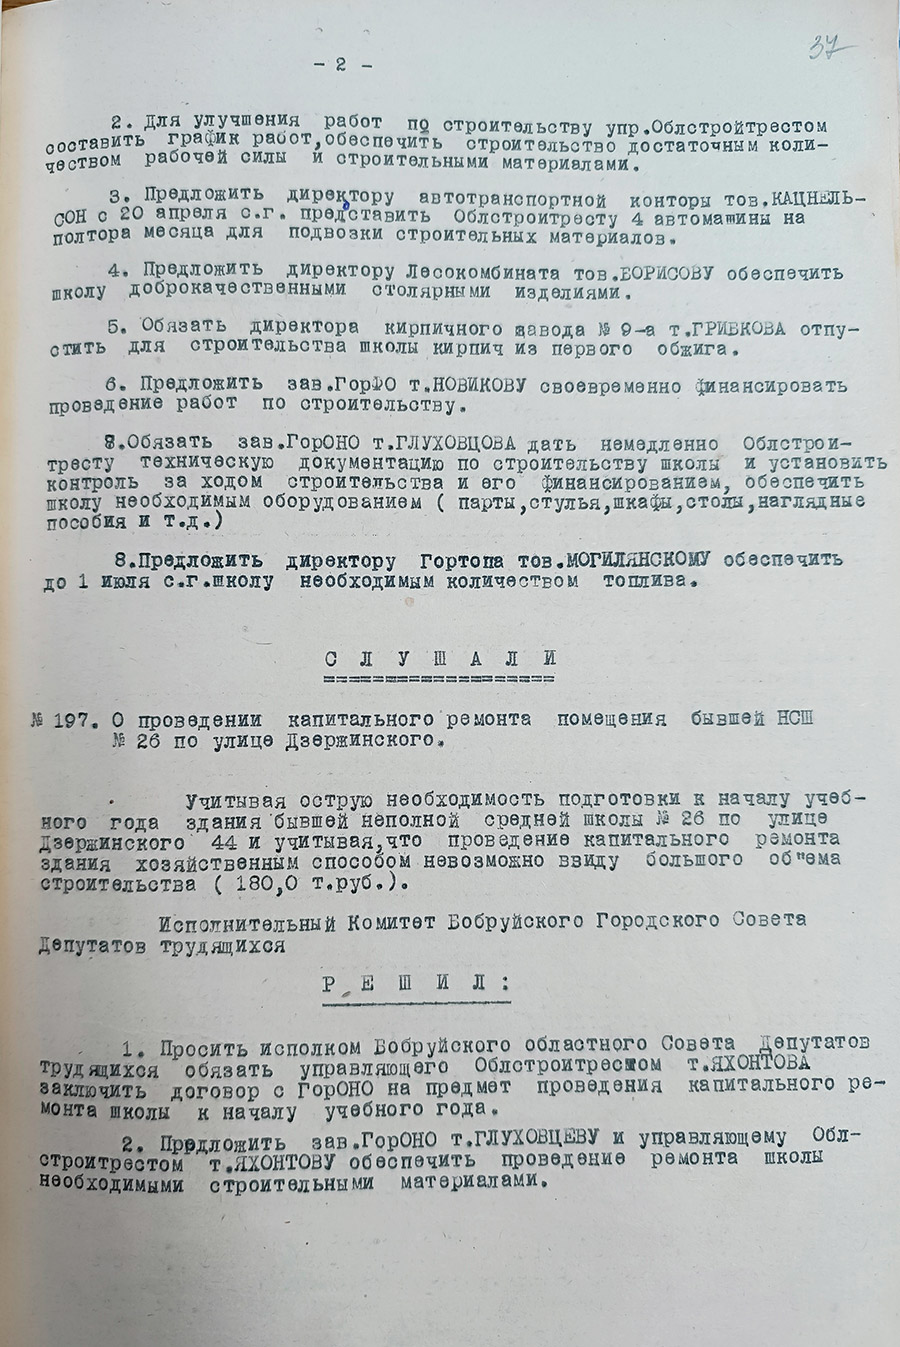 37
- 2 -
2. Для улучшения работ по строительству упр.Облстройтрестом
составить график работ,обеспечить строительство достаточным коли-
чеством рабочей силы и строительными материалами.
3. Предложить директору автотранспортной конторы тов.КАЦНЕЛЬ-
СОН с 20 апреля с.г. представить Облстроитресту 4 автомашины на
полтора месяца для подвозки строительных материалов.
4. Предложить директору Лесокомбината тов.БОРИСОВУ обеспечить
школу доброкачественными столярными изделиями.
5. Обязать директора кирпичного завода № 9-а т.ГРИБКОВА отпу-
стить для строительства школы кирпич из первого обжига.
6. Предложить зав.ГорФО т.НОВИКОВУ своевременно финансировать
проведение работ по строительству.
8.Обязать зав.ГорОНО т.ГЛУХОВЦОВА дать немедленно Облстрои-
тресту техническую документацию по строительству школы и установить
контроль за ходом строительства и его финансированием, обеспечить
школу необходимым оборудованием ( парты,стулья,шкафы,столы,наглядные
пособия и т.д.)
8.Предложить директору Гортопа тов.МОГИЛЯНСКОМУ обеспечить
до 1 июля с.г.школу необходимым количеством топлива.
С Л У Ш А Л И
===================
№ 197. О проведении капитального ремонта помещения бывшей НСШ
№ 26 по улице Дзержинского.
Учитывая острую необходимость подготовки к началу учеб-
ного года здания бывшей неполной средней школы № 26 по улице
Дзержинского 44 и учитывая,что проведение капитального ремонта
здания хозяйственным способом невозможно ввиду большого об"ема
строительства ( 180,0 т.руб.).
Исполнительный Комитет Бобруйского Городского Совета
Депутатов трудящихся
Р Е Ш И Л :
1. Просить исполком Бобруйского областного Совета Депутатов
трудящихся обязать управляющего Облстроитрестом т.ЯХОНТОВА
заключить договор с ГорОНО на предмет проведения капитального ре-
монта школы к началу учебного года.
2. Предложить зав.ГорОНО т.ГЛУХОВЦЕВУ и управляющему Обл-
строитрестом т.ЯХОНТОВУ обеспечить проведение ремонта школы
необходимыми строительными материалами.